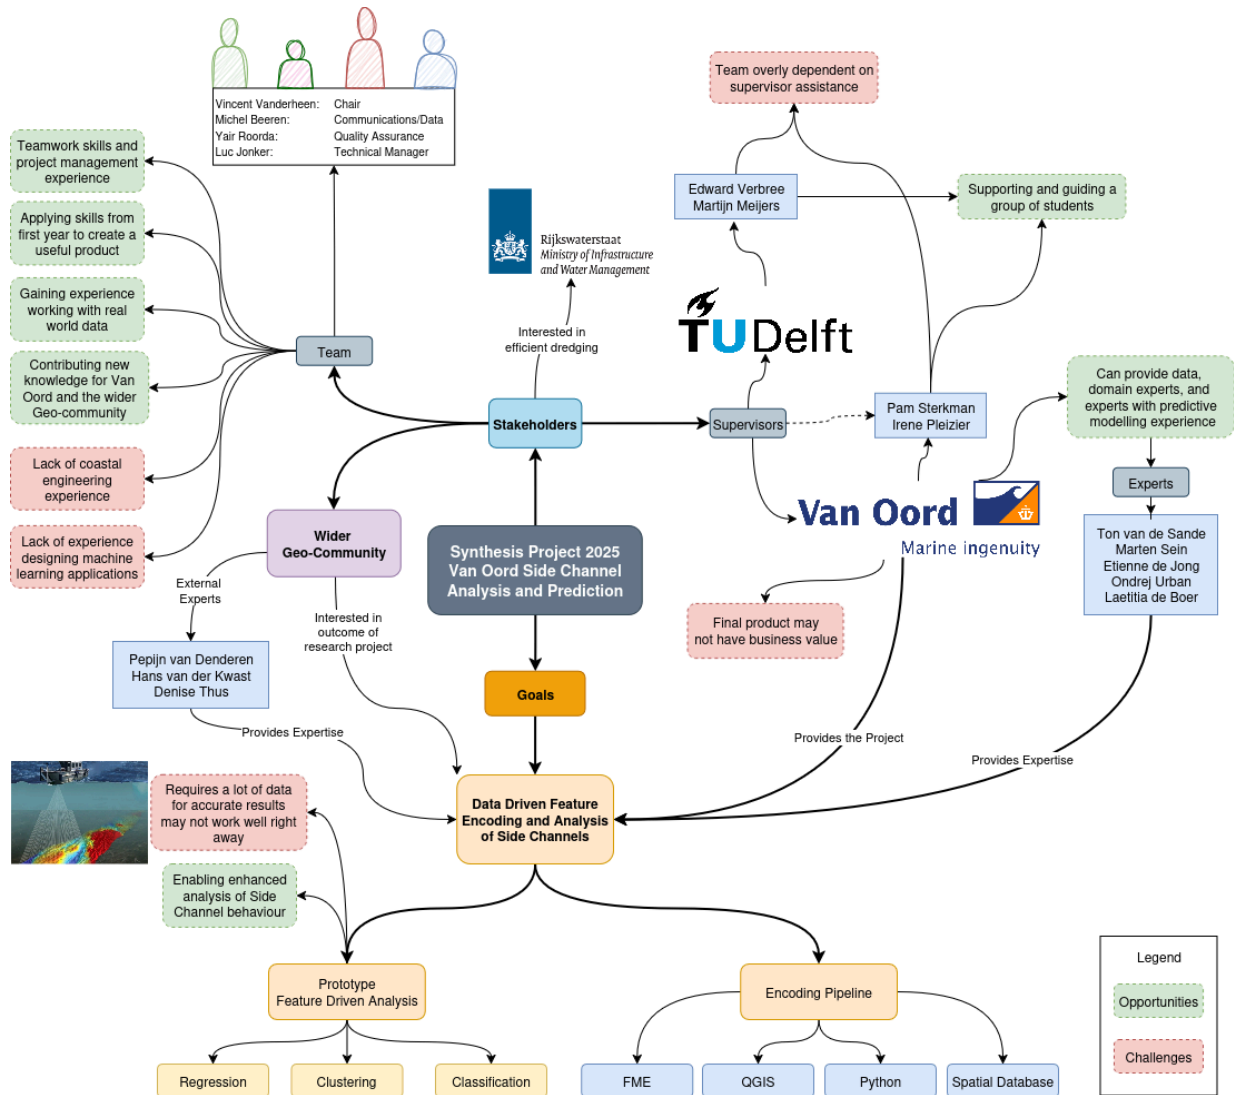 Vincent Vanderheen: Chair
Michel Beeren: Communications/Data
Yair Roorda: Quality Assurance
Luc Jonker: Technical Manager
Team overly dependent on
supervisor assistance
Teamwork skills and
project management
experience
Applying skills from
first year to create a
useful product
Gaining experience
working with real
world data
Contributing new
knowledge for Van
Oord and the wider
Geo-community
Lack of coastal
engineering
experience
Lack of experience
designing machine
learning applications
Team
Rijkswaterstaat
Ministry of Infrastructure
and Water Management
Interested in
efficient dredging
Stakeholders
Edward Verbree
Martijn Meijers
Supporting and guiding a
group of students
TUDelft
Supervisors
Pam Sterkman
Irene Pleizier
Can provide data,
domain experts, and
experts with predictive
modelling experience
Experts
Ton van de Sande
Marten Sein
Etienne de Jong
Ondrej Urban
Laetitia de Boer
Van Oord
Marine ingenuity
Final product may
not have business value
Wider
Geo-Community
Synthesis Project 2025
Van Oord Side Channel
Analysis and Prediction
External
Experts
Interested in
outcome of
research project
Pepijn van Denderen
Hans van der Kwast
Denise Thus
Goals
Provides Expertise
Provides the Project
Provides Expertise
Data Driven Feature
Encoding and Analysis
of Side Channels
Requires a lot of data
for accurate results
may not work well right
away
Enabling enhanced
analysis of Side
Channel behaviour
Prototype
Feature Driven Analysis
Encoding Pipeline
Regression
Clustering
Classification
FME
QGIS
Python
Spatial Database
Legend
Opportunities
Challenges